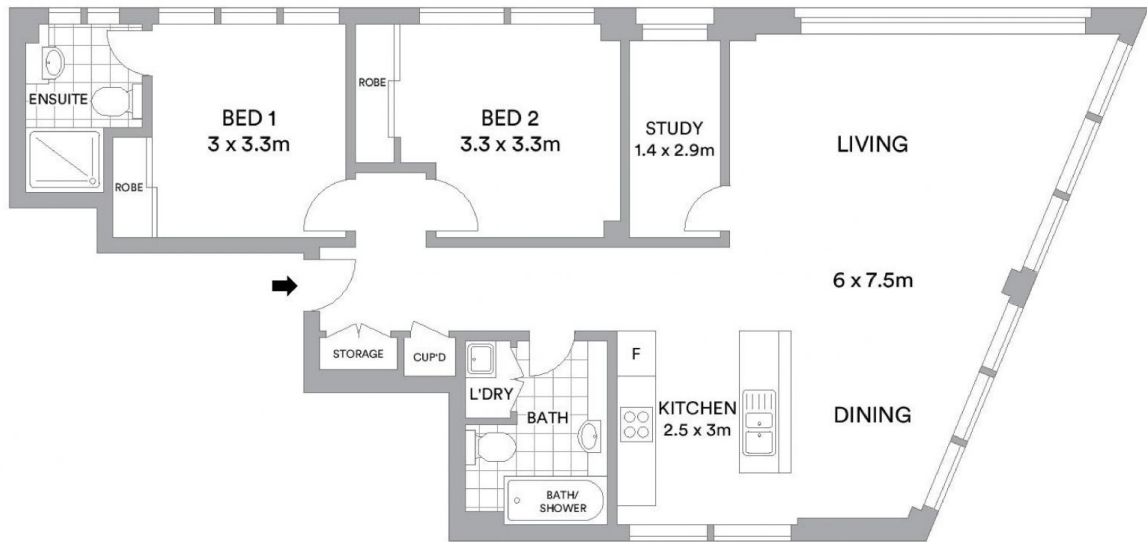 ENSUITE
ROBE
BED 1
3 x 3.3m
ROBE
BED 2
3.3 x 3.3m
STUDY
1.4 x 2.9m
LIVING
6 x 7.5m
STORAGE
CUP'D
L'DRY
BATH
BATH/
SHOWER
F
KITCHEN
2.5 x 3m
DINING